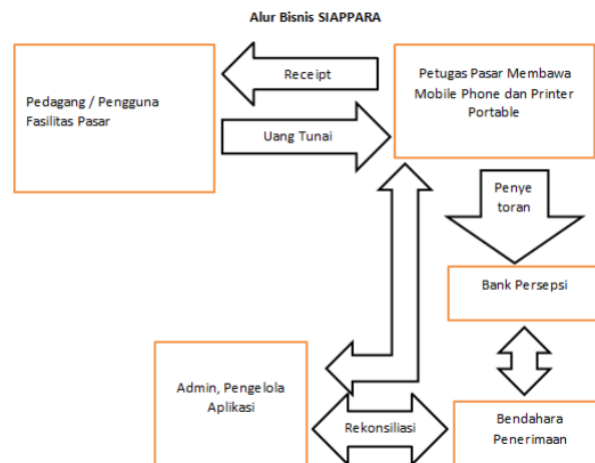 Alur Bisnis SIAPPARA
Receipt
Pedagang / Pengguna
Fasilitas Pasar
Petugas Pasar Membawa
Mobile Phone dan Printer
Portable
Uang Tunai
Penye
toran
Bank Persepsi
Admin, Pengelola
Aplikasi
Rekonsiliasi
Bendahara
Penerimaan